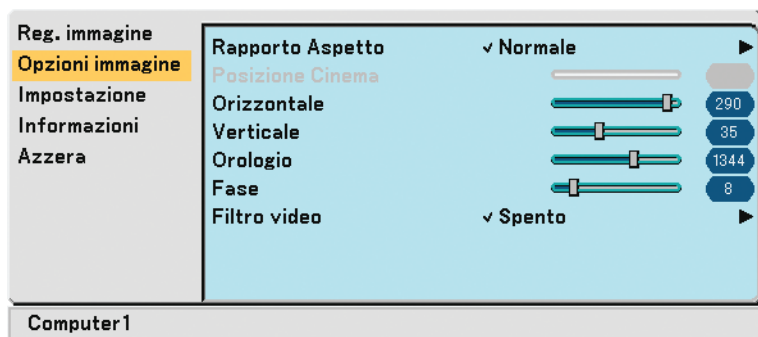 Reg. immagine
Opzioni immagine
Impostazione
Informazioni
Azzera
Rapporto Aspetto ✓ Normale ▶
Posizione Cinema
Orizzontale 290
Verticale 35
Orologio 1344
Fase 8
Filtro video ✓ Spento ▶
Computer1